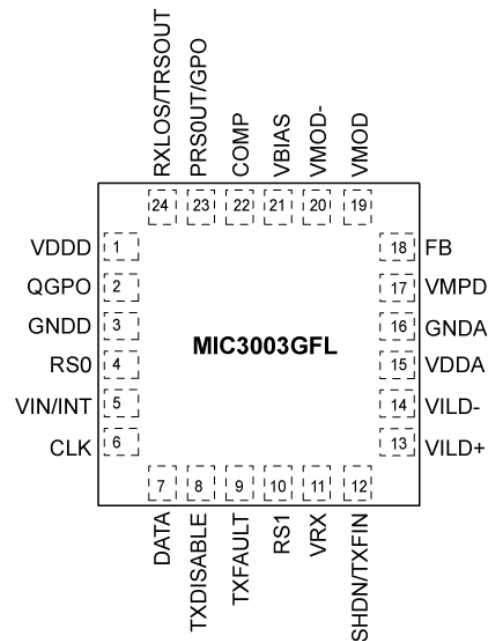 RXLOS/TRSOUT
PRS0UT/GPO
COMP
VBIAS
VMOD-
VMOD
24
23
22
21
20
19
VDDD 1
QGPO 2
GNDD 3
RS0 4
VIN/INT 5
CLK 6
MIC3003GFL
18 FB
17 VMPD
16 GNDA
15 VDDA
14 VILD-
13 VILD+
7
8
9
10
11
12
DATA
TXDISABLE
TXFAULT
RS1
VRX
SHDN/TXFIN